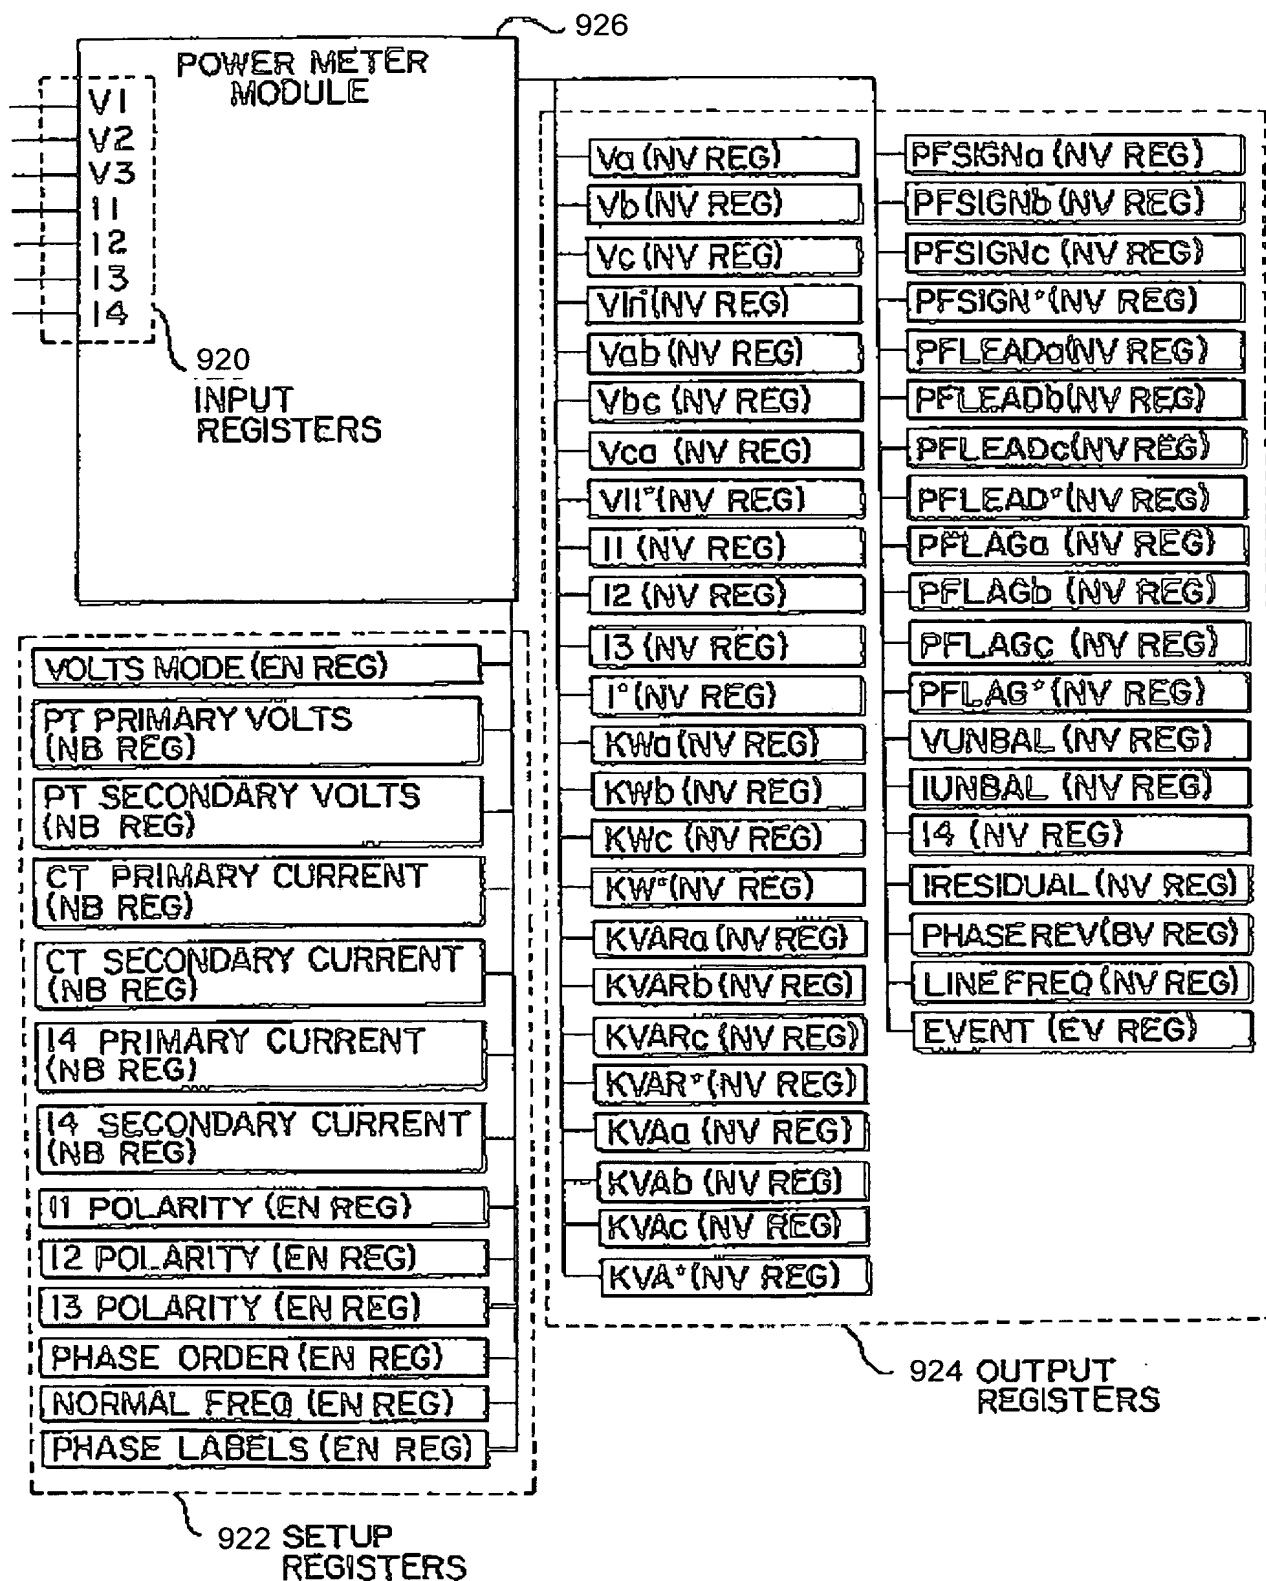 926
POWER METER
MODULE
V1
V2
V3
I1
I2
I3
I4
920
INPUT
REGISTERS
VOLTS MODE (EN REG)
PT PRIMARY VOLTS
(NB REG)
PT SECONDARY VOLTS
(NB REG)
CT PRIMARY CURRENT
(NB REG)
CT SECONDARY CURRENT
(NB REG)
I4 PRIMARY CURRENT
(NB REG)
I4 SECONDARY CURRENT
(NB REG)
I1 POLARITY (EN REG)
I2 POLARITY (EN REG)
I3 POLARITY (EN REG)
PHASE ORDER (EN REG)
NORMAL FREQ (EN REG)
PHASE LABELS (EN REG)
922 SETUP
REGISTERS
Va (NV REG)
Vb (NV REG)
Vc (NV REG)
Vln* (NV REG)
Vab (NV REG)
Vbc (NV REG)
Vca (NV REG)
Vll* (NV REG)
I1 (NV REG)
I2 (NV REG)
I3 (NV REG)
I* (NV REG)
KWa (NV REG)
KWb (NV REG)
KWc (NV REG)
KW* (NV REG)
KVARa (NV REG)
KVARb (NV REG)
KVARc (NV REG)
KVAR* (NV REG)
KVAa (NV REG)
KVAb (NV REG)
KVAc (NV REG)
KVA* (NV REG)
PFSIGNa (NV REG)
PFSIGNb (NV REG)
PFSIGNc (NV REG)
PFSIGN* (NV REG)
PFLEADa (NV REG)
PFLEADb (NV REG)
PFLEADc (NV REG)
PFLEAD* (NV REG)
PFLAGa (NV REG)
PFLAGb (NV REG)
PFLAGc (NV REG)
PFLAG* (NV REG)
VUNBAL (NV REG)
IUNBAL (NV REG)
I4 (NV REG)
IRESIDUAL (NV REG)
PHASE REV (BV REG)
LINE FREQ (NV REG)
EVENT (EV REG)
924 OUTPUT
REGISTERS